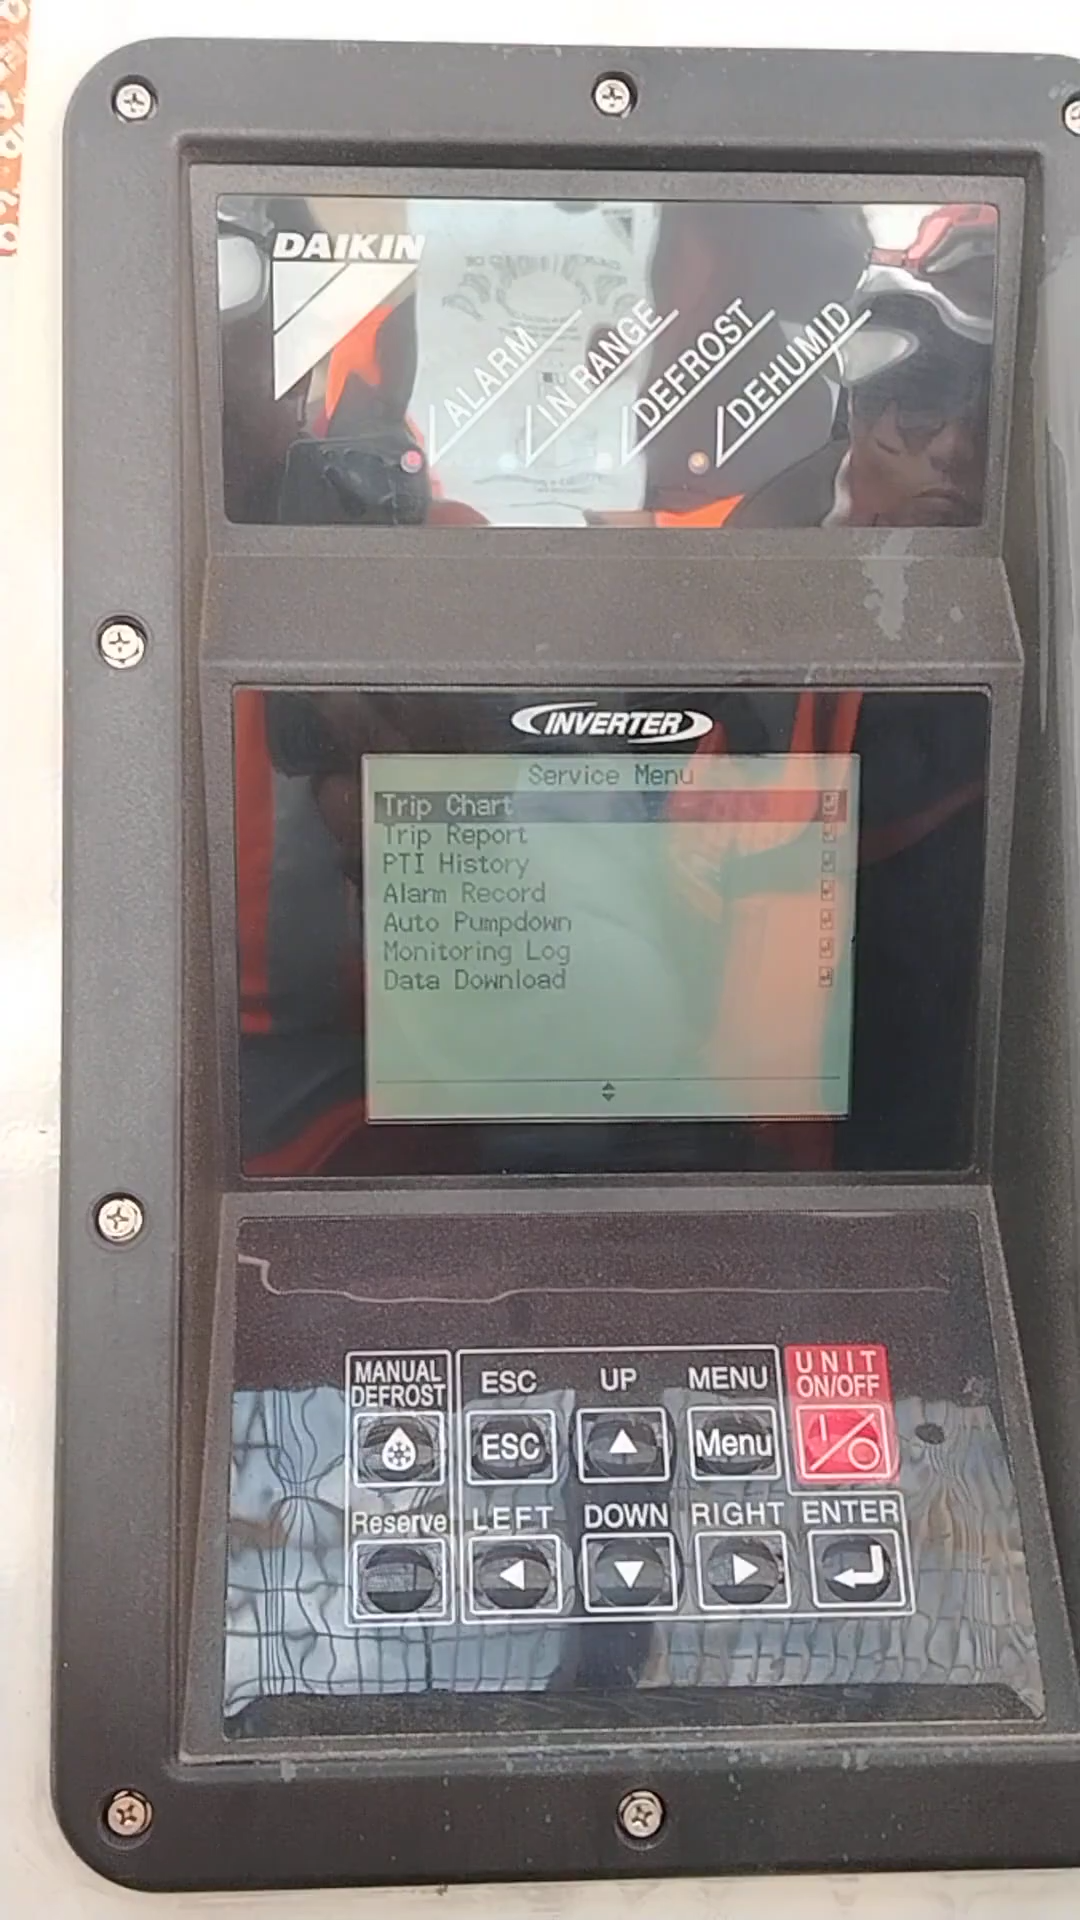 DAIKIN
ALARM
IN RANGE
DEFROST
DEHUMID
INVERTER
Service Menu
Trip Chart
Trip Report
PTI History
Alarm Record
Auto Pumpdown
Monitoring Log
Data Download
MANUAL DEFROST
ESC
UP
MENU
UNIT ON/OFF
ESC
Menu
I/O
Reserve
LEFT
DOWN
RIGHT
ENTER